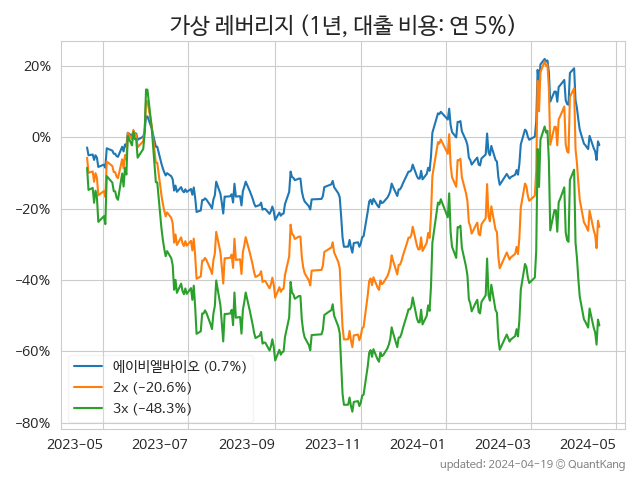 가상 레버리지 (1년, 대출 비용: 연 5%)
20%
0%
−20%
−40%
−60%
−80%
에이비엘바이오 (0.7%)
2x (−20.6%)
3x (−48.3%)
2023-05 2023-07 2023-09 2023-11 2024-01 2024-03 2024-05
updated: 2024-04-19 © QuantKang